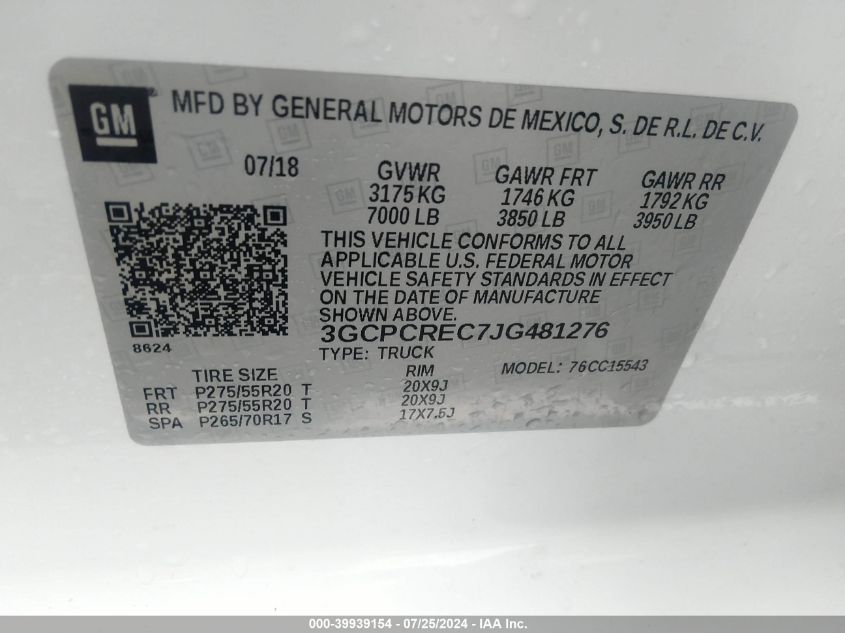 GM
MFD BY GENERAL MOTORS DE MEXICO, S. DE R.L. DE C.V.
07/18 GVWR GAWR FRT GAWR RR
3175 KG 1746 KG 1792 KG
7000 LB 3850 LB 3950 LB
THIS VEHICLE CONFORMS TO ALL
APPLICABLE U.S. FEDERAL MOTOR
VEHICLE SAFETY STANDARDS IN EFFECT
ON THE DATE OF MANUFACTURE
SHOWN ABOVE.
8624
3GCPCREC7JG481276
TYPE: TRUCK MODEL: 76CC15543
TIRE SIZE RIM
FRT P275/55R20 T 20X9J
RR P275/55R20 T 20X9J
SPA P265/70R17 S 17X7.5J
000-39939154 - 07/25/2024 - IAA Inc.